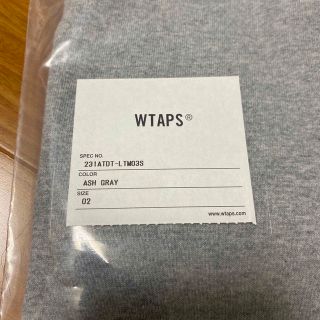 WTAPS®
SPEC NO.
231ATDT-LTM03S
COLOR
ASH GRAY
SIZE
02
www.wtaps.com